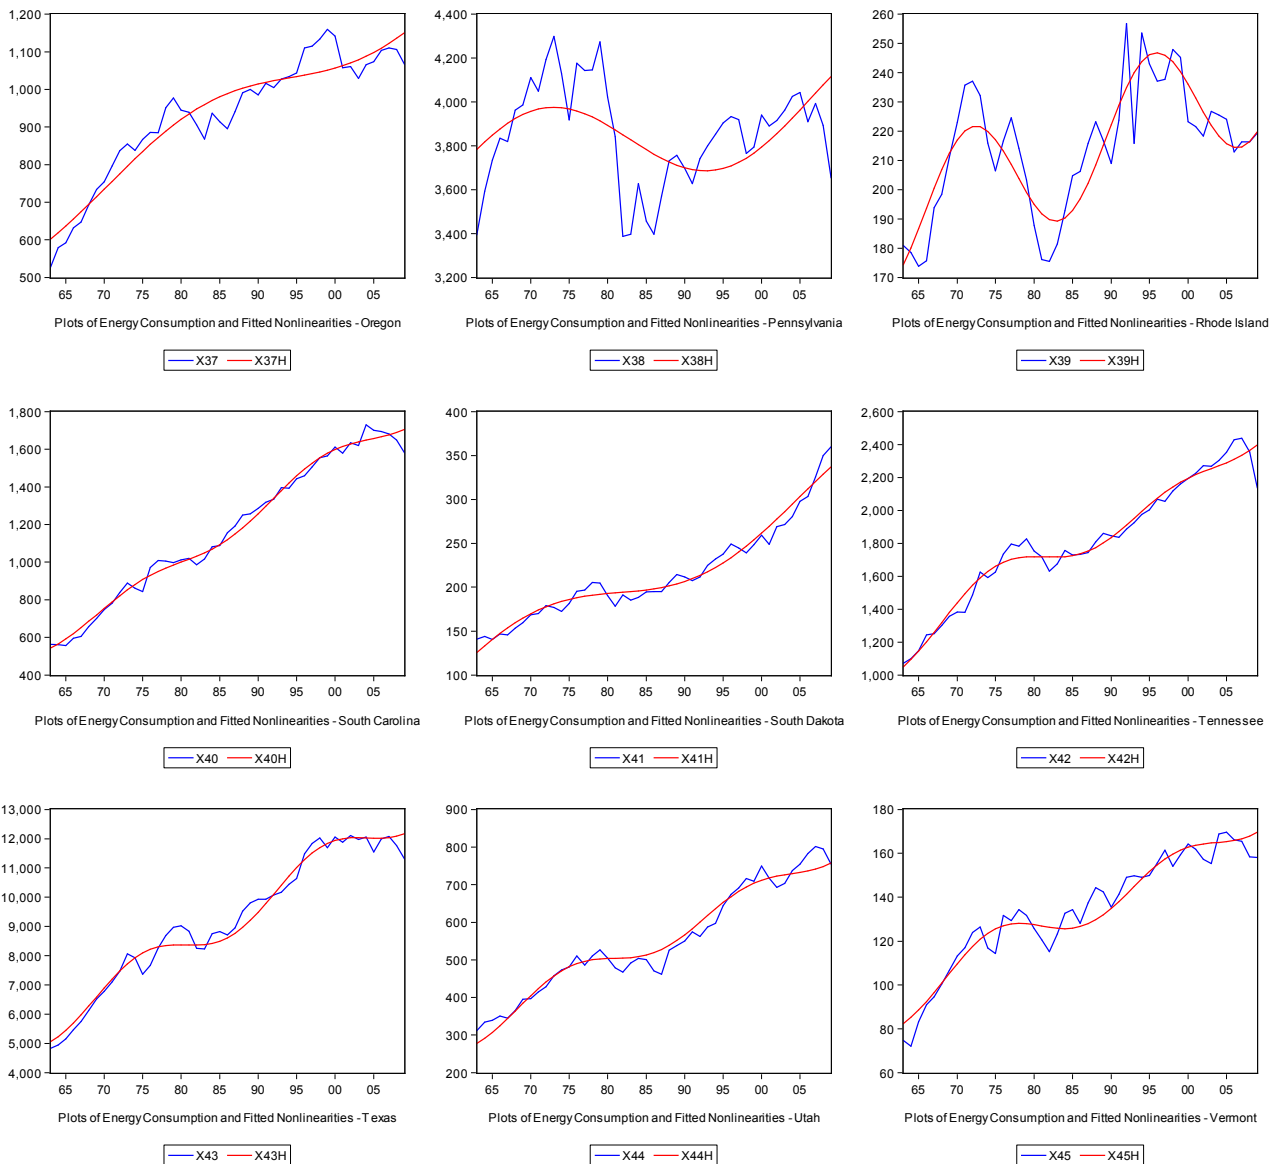 1,200
1,100
1,000
900
800
700
600
500
65 70 75 80 85 90 95 00 05
Plots of Energy Consumption and Fitted Nonlinearities - Oregon
X37 X37H
4,400
4,200
4,000
3,800
3,600
3,400
3,200
65 70 75 80 85 90 95 00 05
Plots of Energy Consumption and Fitted Nonlinearities - Pennsylvania
X38 X38H
260
250
240
230
220
210
200
190
180
170
65 70 75 80 85 90 95 00 05
Plots of Energy Consumption and Fitted Nonlinearities - Rhode Island
X39 X39H
1,800
1,600
1,400
1,200
1,000
800
600
400
65 70 75 80 85 90 95 00 05
Plots of Energy Consumption and Fitted Nonlinearities - South Carolina
X40 X40H
400
350
300
250
200
150
100
65 70 75 80 85 90 95 00 05
Plots of Energy Consumption and Fitted Nonlinearities - South Dakota
X41 X41H
2,600
2,400
2,200
2,000
1,800
1,600
1,400
1,200
1,000
65 70 75 80 85 90 95 00 05
Plots of Energy Consumption and Fitted Nonlinearities - Tennessee
X42 X42H
13,000
12,000
11,000
10,000
9,000
8,000
7,000
6,000
5,000
4,000
65 70 75 80 85 90 95 00 05
Plots of Energy Consumption and Fitted Nonlinearities - Texas
X43 X43H
900
800
700
600
500
400
300
200
65 70 75 80 85 90 95 00 05
Plots of Energy Consumption and Fitted Nonlinearities - Utah
X44 X44H
180
160
140
120
100
80
60
65 70 75 80 85 90 95 00 05
Plots of Energy Consumption and Fitted Nonlinearities - Vermont
X45 X45H